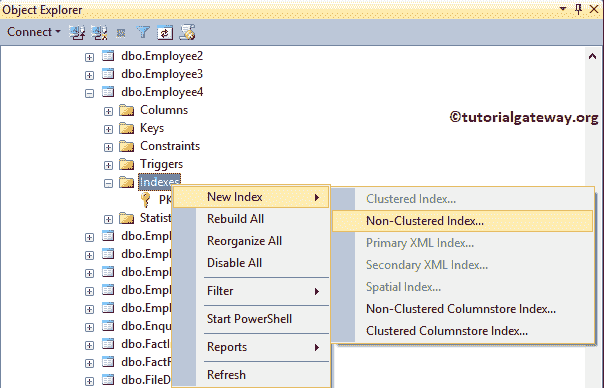 Object Explorer
Connect
dbo.Employee2
dbo.Employee3
dbo.Employee4
©tutorialgateway.org
Columns
Keys
Constraints
Triggers
Indexes
PK
Statist
dbo.Empl
dbo.Empl
dbo.Empl
dbo.Empl
dbo.Empl
dbo.Enqu
dbo.FactI
dbo.FactF
dbo.FileD
New Index
Rebuild All
Reorganize All
Disable All
Filter
Start PowerShell
Reports
Refresh
Clustered Index...
Non-Clustered Index...
Primary XML Index...
Secondary XML Index...
Spatial Index...
Non-Clustered Columnstore Index...
Clustered Columnstore Index...